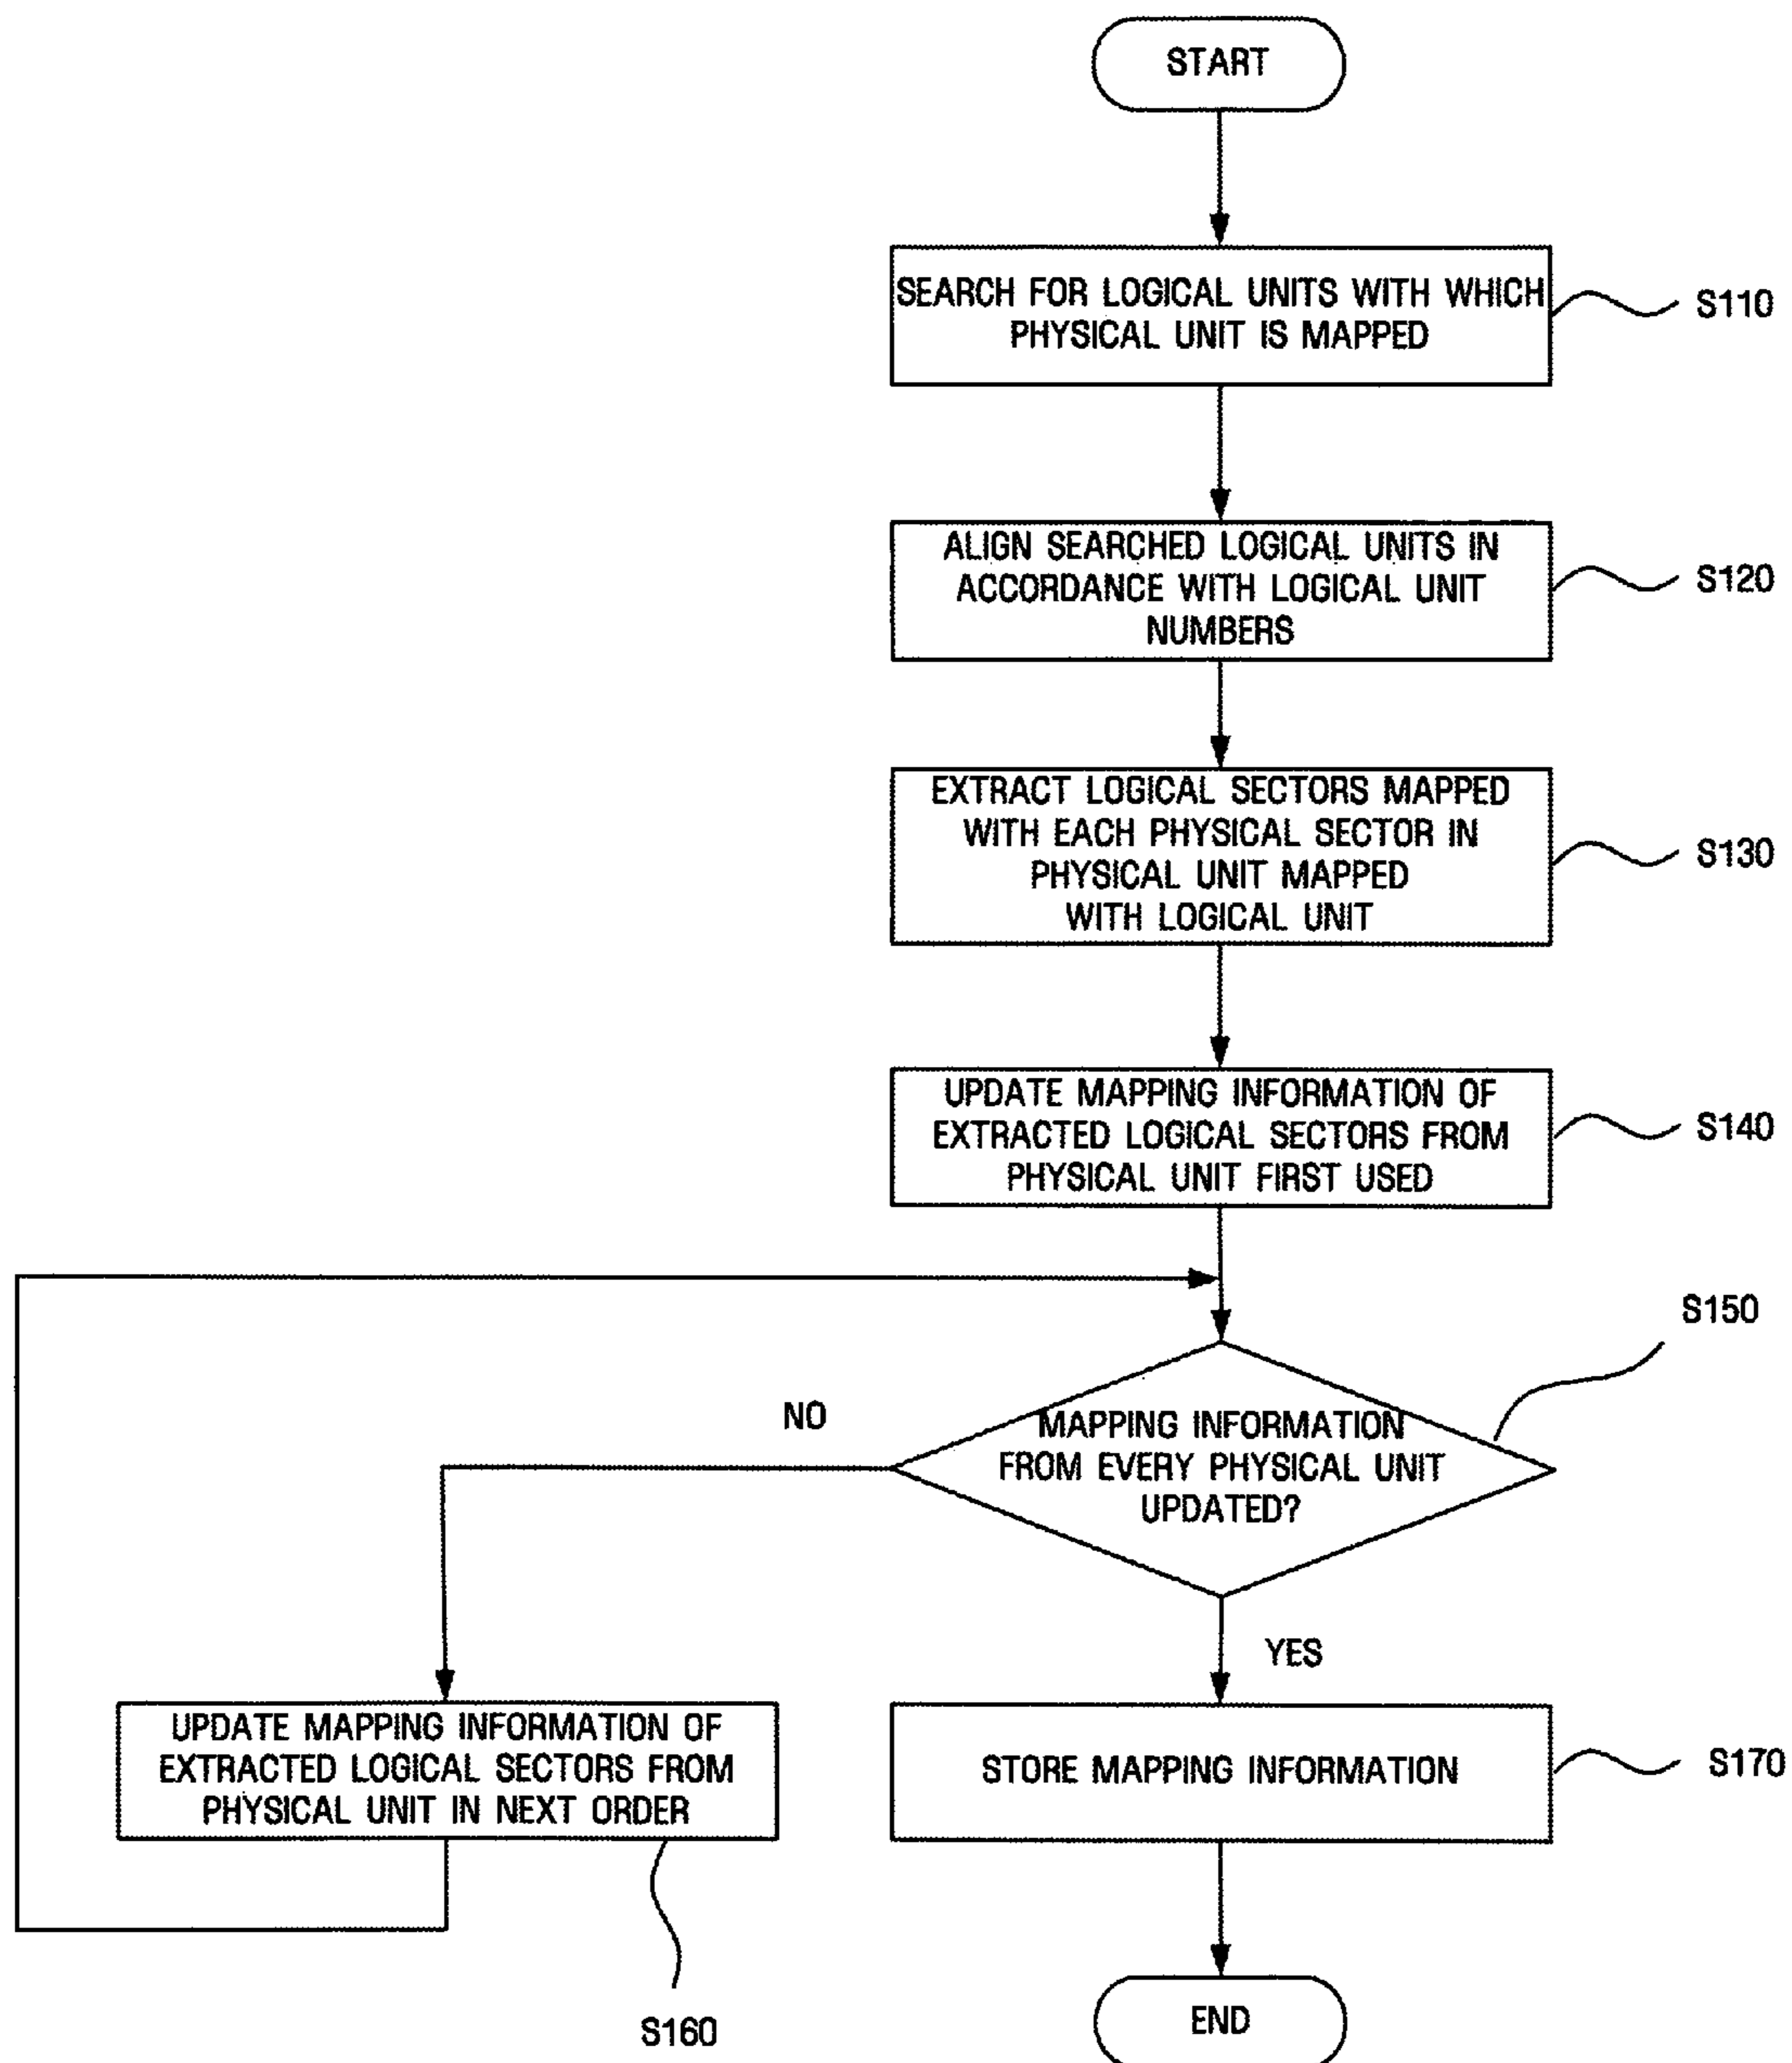 START
SEARCH FOR LOGICAL UNITS WITH WHICH
PHYSICAL UNIT IS MAPPED
S110
ALIGN SEARCHED LOGICAL UNITS IN
ACCORDANCE WITH LOGICAL UNIT
NUMBERS
S120
EXTRACT LOGICAL SECTORS MAPPED
WITH EACH PHYSICAL SECTOR IN
PHYSICAL UNIT MAPPED
WITH LOGICAL UNIT
S130
UPDATE MAPPING INFORMATION OF
EXTRACTED LOGICAL SECTORS FROM
PHYSICAL UNIT FIRST USED
S140
S150
NO
MAPPING INFORMATION
FROM EVERY PHYSICAL UNIT
UPDATED?
YES
UPDATE MAPPING INFORMATION OF
EXTRACTED LOGICAL SECTORS FROM
PHYSICAL UNIT IN NEXT ORDER
S160
STORE MAPPING INFORMATION
S170
END